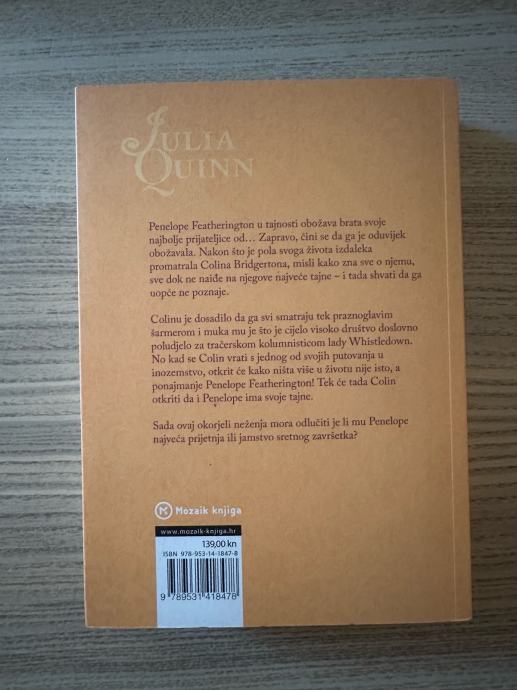 Julia
Quinn
Penelope Featherington u tajnosti obožava brata svoje
najbolje prijateljice od... Zapravo, čini se da ga je oduvijek
obožavala. Nakon što je pola svoga života izdaleka
promatrala Colina Bridgertona, misli kako zna sve o njemu,
sve dok ne naiđe na njegove najveće tajne – i tada shvati da ga
uopće ne poznaje.
Colinu je dosadilo da ga svi smatraju tek praznoglavim
šarmerom i muka mu je što je cijelo visoko društvo doslovno
poludjelo za tračerskom kolumnisticom lady Whistledown.
No kad se Colin vrati s jednog od svojih putovanja u
inozemstvo, otkrit će kako ništa više u životu nije isto, a
ponajmanje Penelope Featherington! Tek će tada Colin
otkriti da i Penelope ima svoje tajne.
Sada ovaj okorjeli neženja mora odlučiti je li mu Penelope
najveća prijetnja ili jamstvo sretnog završetka?
Mozaik knjiga
www.mozaik-knjiga.hr
139,00 kn
ISBN 978-953-14-1847-8
9 789531 418478